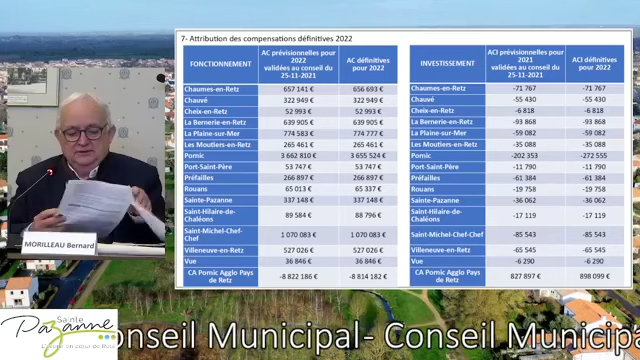 7- Attribution des compensations définitives 2022
FONCTIONNEMENT | AC prévisionnelles pour 2022 validées au conseil du 25-11-2021 | AC définitives pour 2022
Chaumes-en-Retz 657 141 € 656 693 €
Chauvé 322 949 € 322 949 €
Cheix-en-Retz 52 993 € 52 993 €
La Bernerie-en-Retz 639 905 € 639 905 €
La Plaine-sur-Mer 774 583 € 774 777 €
Les Moutiers-en-Retz 265 461 € 265 461 €
Pornic 3 662 810 € 3 655 524 €
Port-Saint-Père 53 747 € 53 747 €
Préfailles 266 897 € 266 897 €
Rouans 65 013 € 65 337 €
Sainte-Pazanne 337 148 € 337 148 €
Saint-Hilaire-de-Chaléons 89 584 € 88 796 €
Saint-Michel-Chef-Chef 1 070 083 € 1 070 083 €
Villeneuve-en-Retz 527 026 € 527 026 €
Vue 36 846 € 36 846 €
CA Pornic Agglo Pays de Retz -8 822 186 € -8 814 182 €
INVESTISSEMENT | ACI prévisionnelles pour 2021 validées au conseil du 25-11-2021 | ACI définitives pour 2022
Chaumes-en-Retz -71 767 -71 767
Chauvé -55 430 -55 430
Cheix-en-Retz -6 818 -6 818
La Bernerie-en-Retz -93 868 -93 868
La Plaine-sur-Mer -59 082 -59 082
Les Moutiers-en-Retz -35 088 -35 088
Pornic -202 353 -272 555
Port-Saint-Père -11 790 -11 790
Préfailles -61 384 -61 384
Rouans -19 758 -19 758
Sainte-Pazanne -36 062 -36 062
Saint-Hilaire-de-Chaléons -17 119 -17 119
Saint-Michel-Chef-Chef -85 543 -85 543
Villeneuve-en-Retz -65 545 -65 545
Vue -6 290 -6 290
CA Pornic Agglo Pays de Retz 827 897 € 898 099 €
MORILLEAU Bernard
Sainte
Pazanne
onseil Municipal - Conseil Municipa